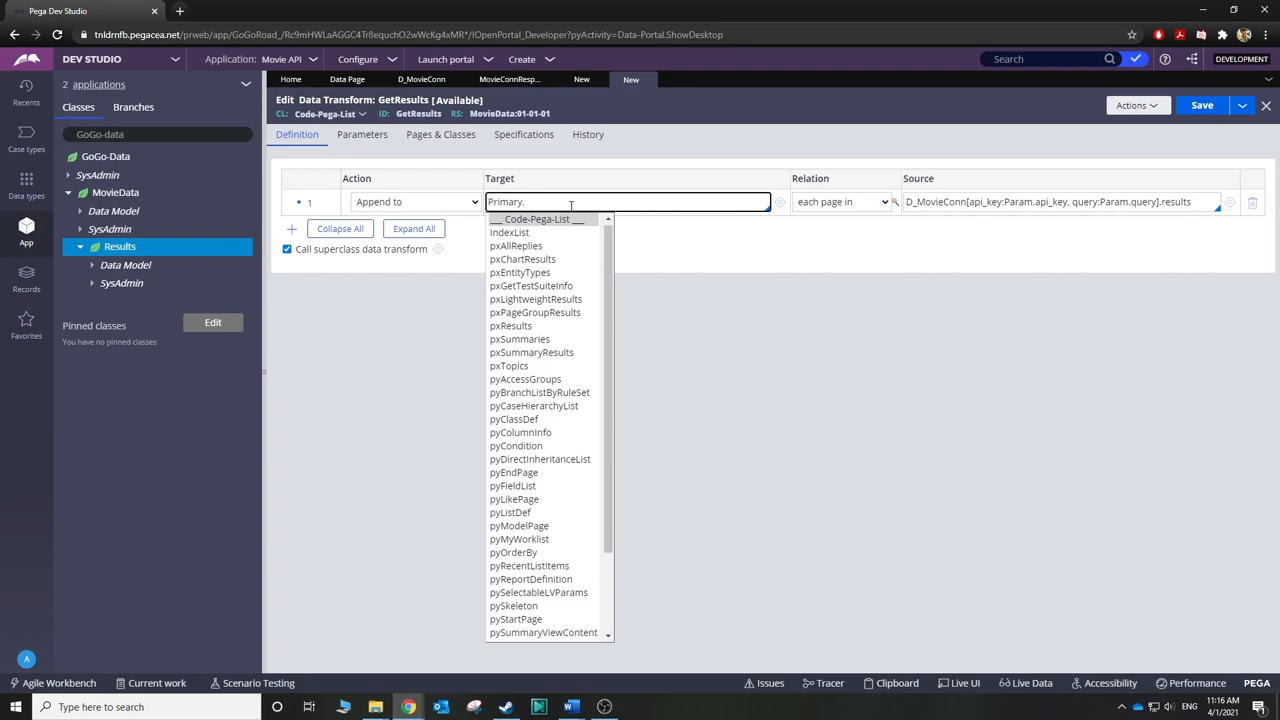 Pega Dev Studio
tnldrnfb.pegacea.net/prweb/app/GoGoRoad_/Rc9mHWLaAGGC4Tr8equchO2wWcKg4xMR*/!OpenPortal_Developer?pyActivity=Data-Portal.ShowDesktop
DEV STUDIO
Application: Movie API
Configure
Launch portal
Create
Search
DEVELOPMENT
2 applications
Home
Data Page
D_MovieConn
MovieConnResp...
New
New
Recents
Classes
Branches
Edit Data Transform: GetResults [Available]
CL: Code-Pega-List ID: GetResults RS: MovieData:01-01-01
Actions
Save
GoGo-data
Definition
Parameters
Pages & Classes
Specifications
History
Case types
GoGo-Data
SysAdmin
Data types
MovieData
Data Model
SysAdmin
App
Results
Data Model
Records
SysAdmin
Favorites
Pinned classes
Edit
You have no pinned classes
Action
Target
Relation
Source
1
Append to
Primary.
each page in
D_MovieConn[api_key:Param.api_key, query:Param.query].results
Collapse All
Expand All
Call superclass data transform
___ Code-Pega-List ___
IndexList
pxAllReplies
pxChartResults
pxEntityTypes
pxGetTestSuiteInfo
pxLightweightResults
pxPageGroupResults
pxResults
pxSummaries
pxSummaryResults
pxTopics
pyAccessGroups
pyBranchListByRuleSet
pyCaseHierarchyList
pyClassDef
pyColumnInfo
pyCondition
pyDirectInheritanceList
pyEndPage
pyFieldList
pyLikePage
pyListDef
pyModelPage
pyMyWorklist
pyOrderBy
pyRecentListItems
pyReportDefinition
pySelectableLVParams
pySkeleton
pyStartPage
pySummaryViewContent
A
Agile Workbench
Current work
Scenario Testing
Issues
Tracer
Clipboard
Live UI
Live Data
Accessibility
Performance
PEGA
Type here to search
ENG
11:16 AM
4/1/2021